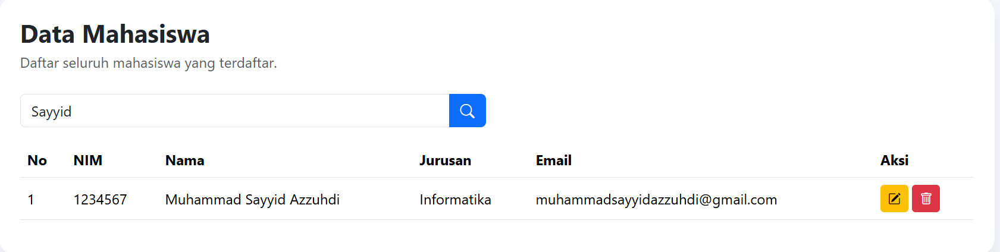 Data Mahasiswa
Daftar seluruh mahasiswa yang terdaftar.
Sayyid
No NIM Nama Jurusan Email Aksi
1 1234567 Muhammad Sayyid Azzuhdi Informatika muhammadsayyidazzuhdi@gmail.com